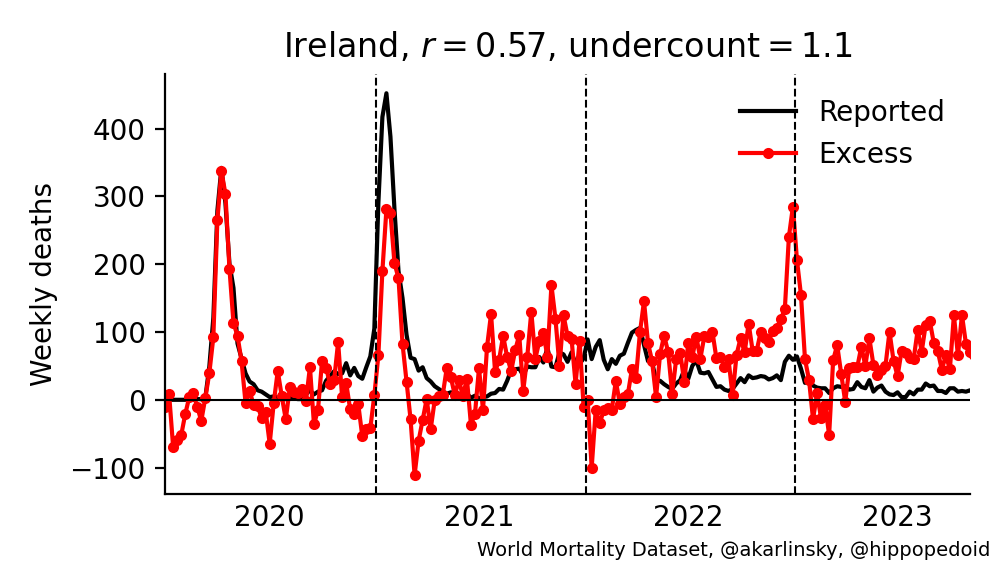 Ireland, r = 0.57, undercount = 1.1
Reported
Excess
Weekly deaths
400
300
200
100
0
−100
2020 2021 2022 2023
World Mortality Dataset, @akarlinsky, @hippopedoid